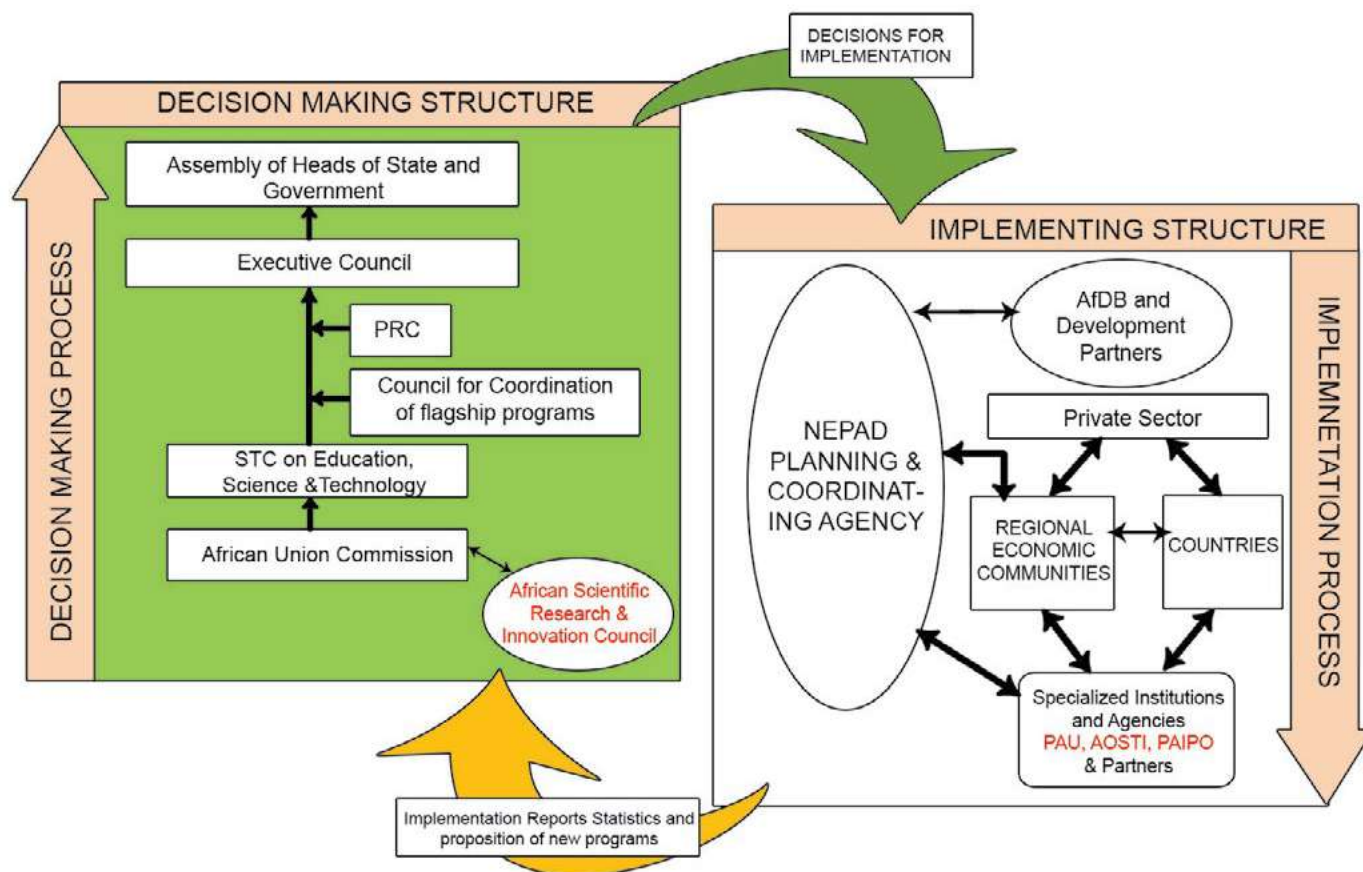 DECISIONS FOR
IMPLEMENTATION
DECISION MAKING STRUCTURE
DECISION MAKING PROCESS
Assembly of Heads of State and
Government
Executive Council
PRC
Council for Coordination
of flagship programs
STC on Education,
Science &Technology
African Union Commission
African Scientific
Research &
Innovation Council
IMPLEMENTING STRUCTURE
IMPLEMNETATION PROCESS
AfDB and
Development
Partners
Private Sector
NEPAD
PLANNING &
COORDINAT-
ING AGENCY
REGIONAL
ECONOMIC
COMMUNITIES
COUNTRIES
Specialized Institutions
and Agencies
PAU, AOSTI, PAIPO
& Partners
Implementation Reports Statistics and
proposition of new programs